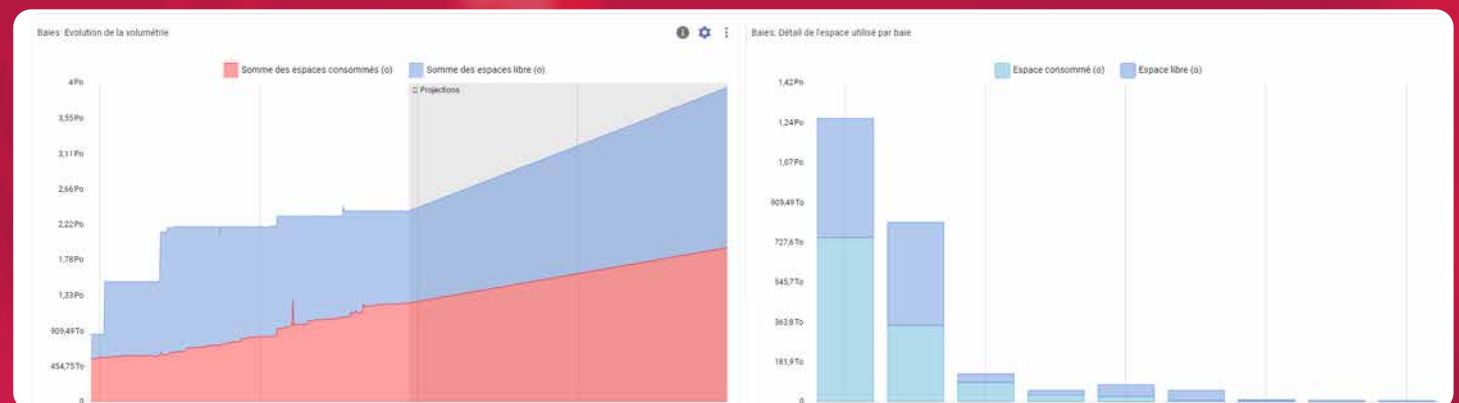 Baies: Evolution de la volumétrie
Somme des espaces consommés (o) Somme des espaces libre (o)
Projections
4Po
3,55Po
3,11Po
2,66Po
2,22Po
1,78Po
1,33Po
909,49To
454,75To
0
Baies: Détail de l'espace utilisé par baie
Espace consommé (o) Espace libre (o)
1,42Po
1,24Po
1,07Po
909,49To
727,6To
545,7To
363,8To
181,9To
0